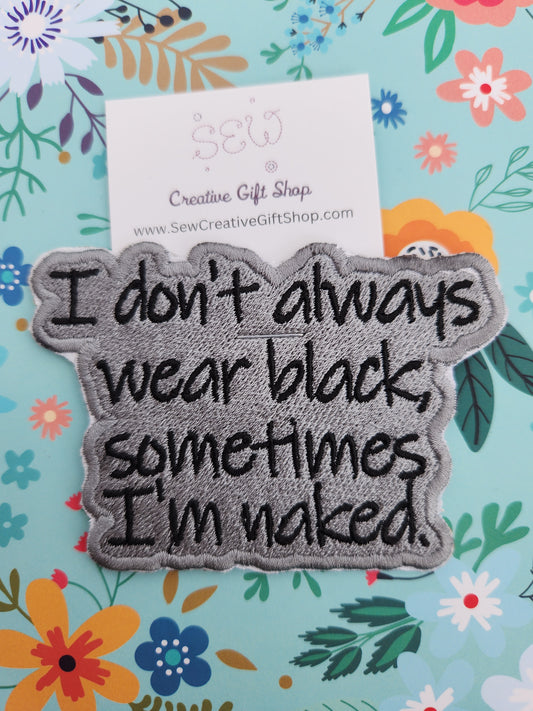 SEW
Creative Gift Shop
www.SewCreativeGiftShop.com
I don't always
wear black,
sometimes
I'm naked.